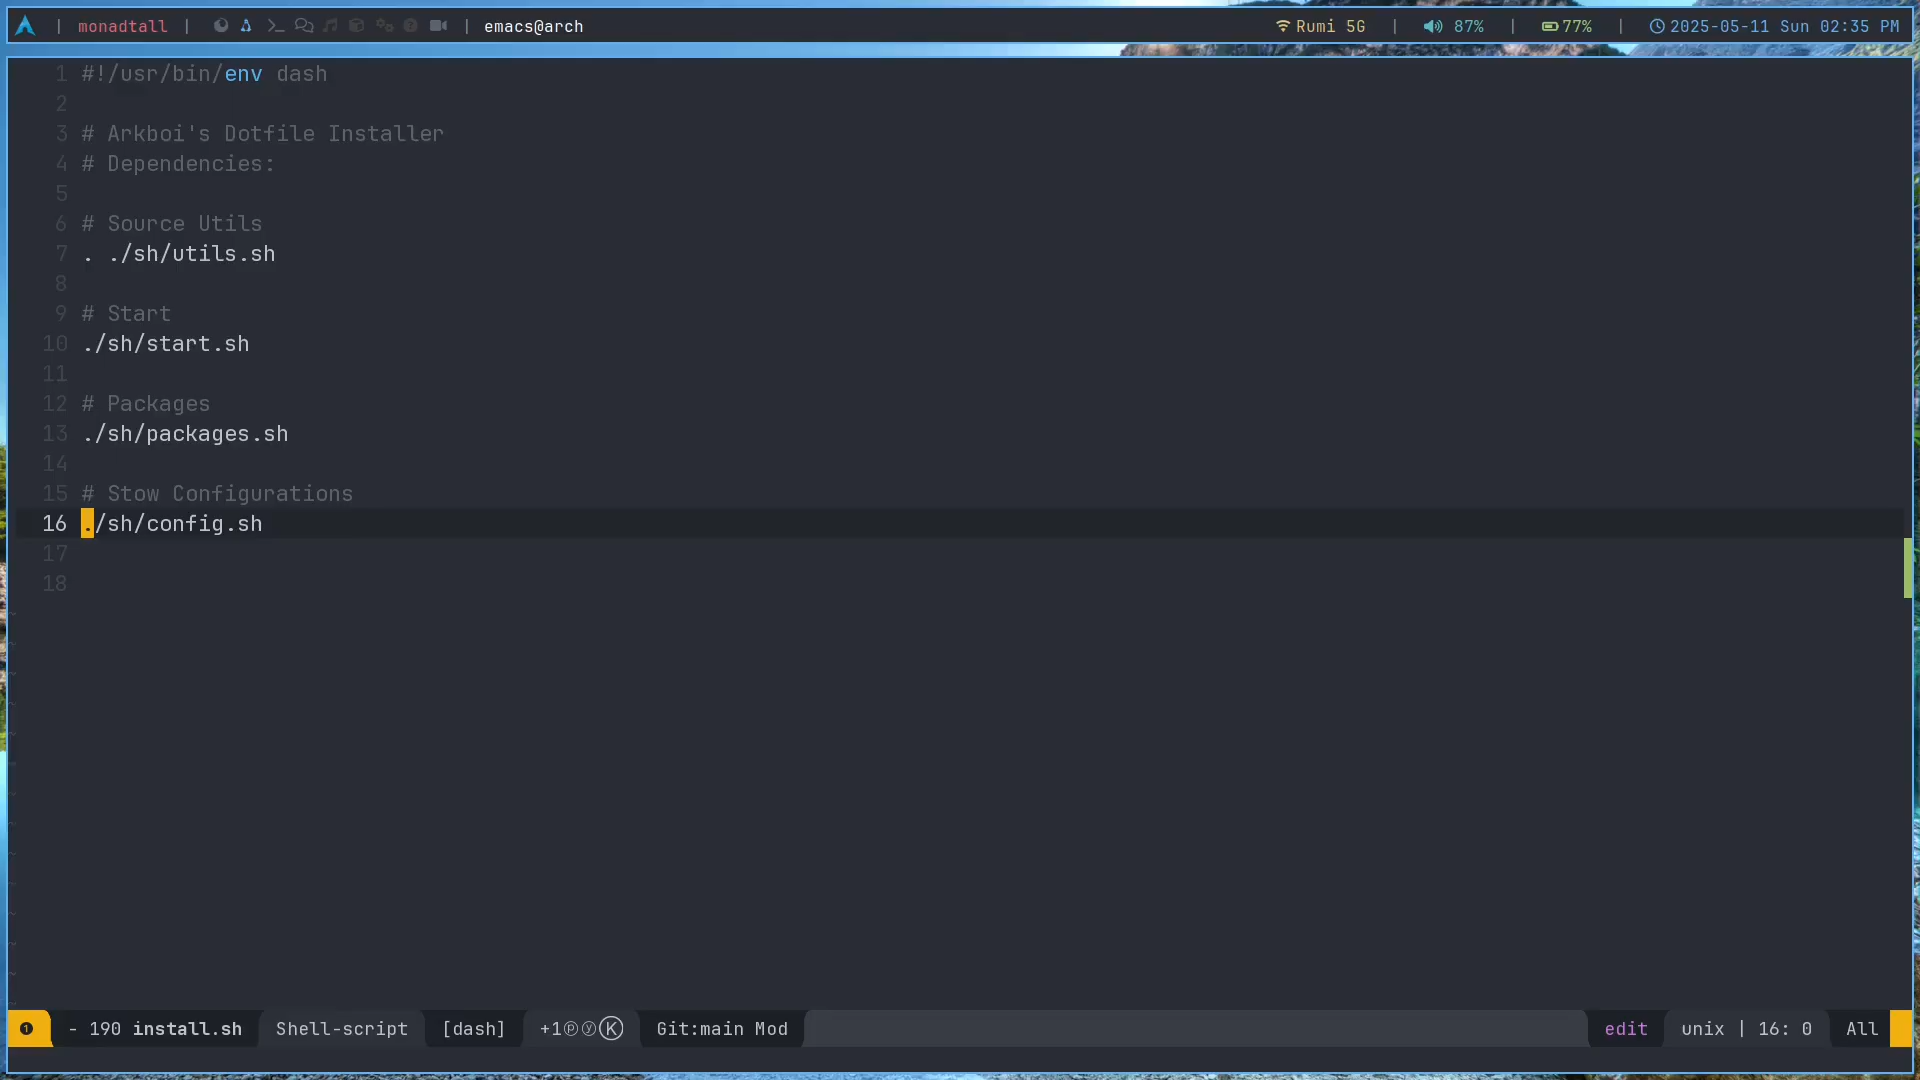 | monadtall | | emacs@arch Rumi 5G | 87% | 77% | 2025-05-11 Sun 02:35 PM
1 #!/usr/bin/env dash
2
3 # Arkboi's Dotfile Installer
4 # Dependencies:
5
6 # Source Utils
7 . ./sh/utils.sh
8
9 # Start
10 ./sh/start.sh
11
12 # Packages
13 ./sh/packages.sh
14
15 # Stow Configurations
16 ./sh/config.sh
17
18
❶ - 190 install.sh Shell-script [dash] +1ⓟⓨⓀ Git:main Mod edit unix | 16: 0 All